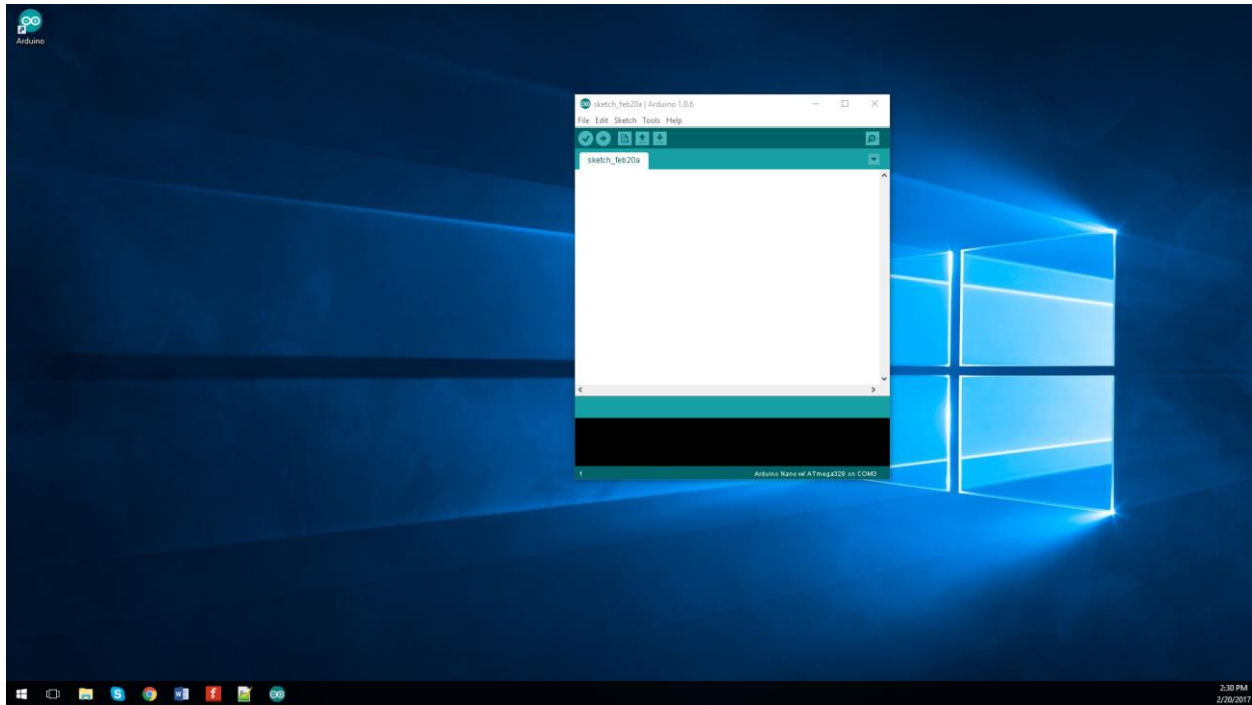 Arduino
sketch_feb20a | Arduino 1.0.6
File Edit Sketch Tools Help
sketch_feb20a
1
Arduino Nano w/ ATmega328 on COM3
2:30 PM
2/20/2017